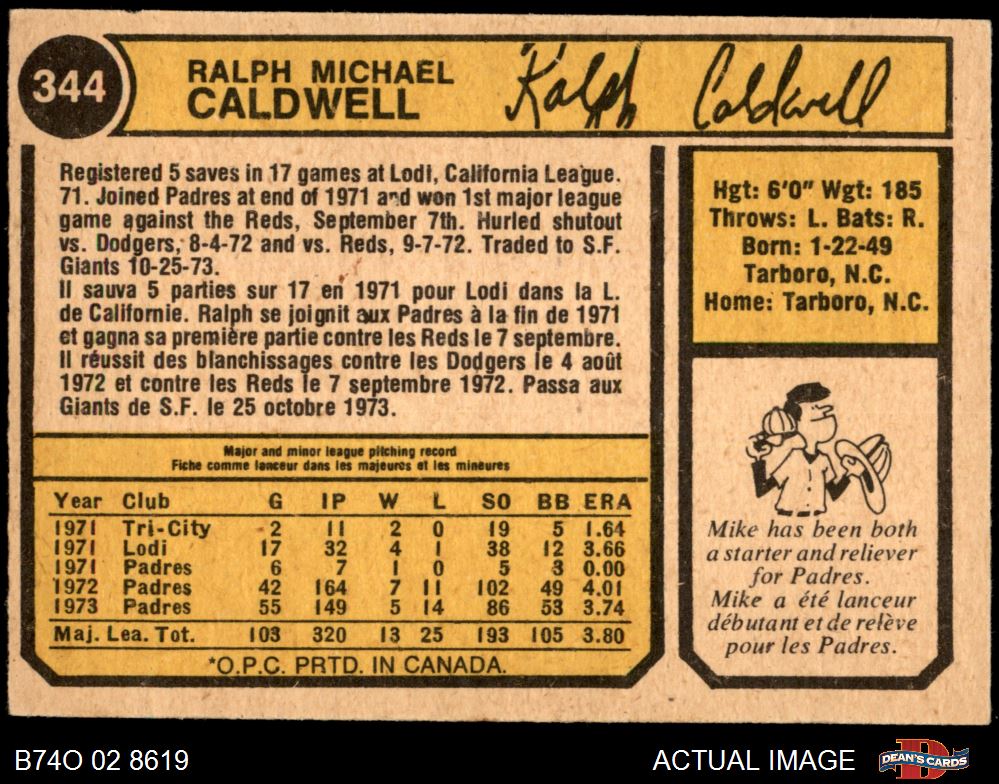 344
RALPH MICHAEL
CALDWELL
Ralph Caldwell
Registered 5 saves in 17 games at Lodi, California League.
71. Joined Padres at end of 1971 and won 1st major league
game against the Reds, September 7th. Hurled shutout
vs. Dodgers, 8-4-72 and vs. Reds, 9-7-72. Traded to S.F.
Giants 10-25-73.
Il sauva 5 parties sur 17 en 1971 pour Lodi dans la L.
de Californie. Ralph se joignit aux Padres à la fin de 1971
et gagna sa première partie contre les Reds le 7 septembre.
Il réussit des blanchissages contre les Dodgers le 4 août
1972 et contre les Reds le 7 septembre 1972. Passa aux
Giants de S.F. le 25 octobre 1973.
Hgt: 6'0" Wgt: 185
Throws: L. Bats: R.
Born: 1-22-49
Tarboro, N.C.
Home: Tarboro, N.C.
Major and minor league pitching record
Fiche comme lanceur dans les majeures et les mineures
Year Club G IP W L SO BB ERA
1971 Tri-City 2 11 2 0 19 5 1.64
1971 Lodi 17 32 4 1 38 12 3.66
1971 Padres 6 7 1 0 5 3 0.00
1972 Padres 42 164 7 11 102 49 4.01
1973 Padres 55 149 5 14 86 53 3.74
Maj. Lea. Tot. 103 320 13 25 193 105 3.80
*O.P.C. PRTD. IN CANADA.
Mike has been both
a starter and reliever
for Padres.
Mike a été lanceur
débutant et de relève
pour les Padres.
B74O 02 8619
ACTUAL IMAGE
DEAN'S CARDS